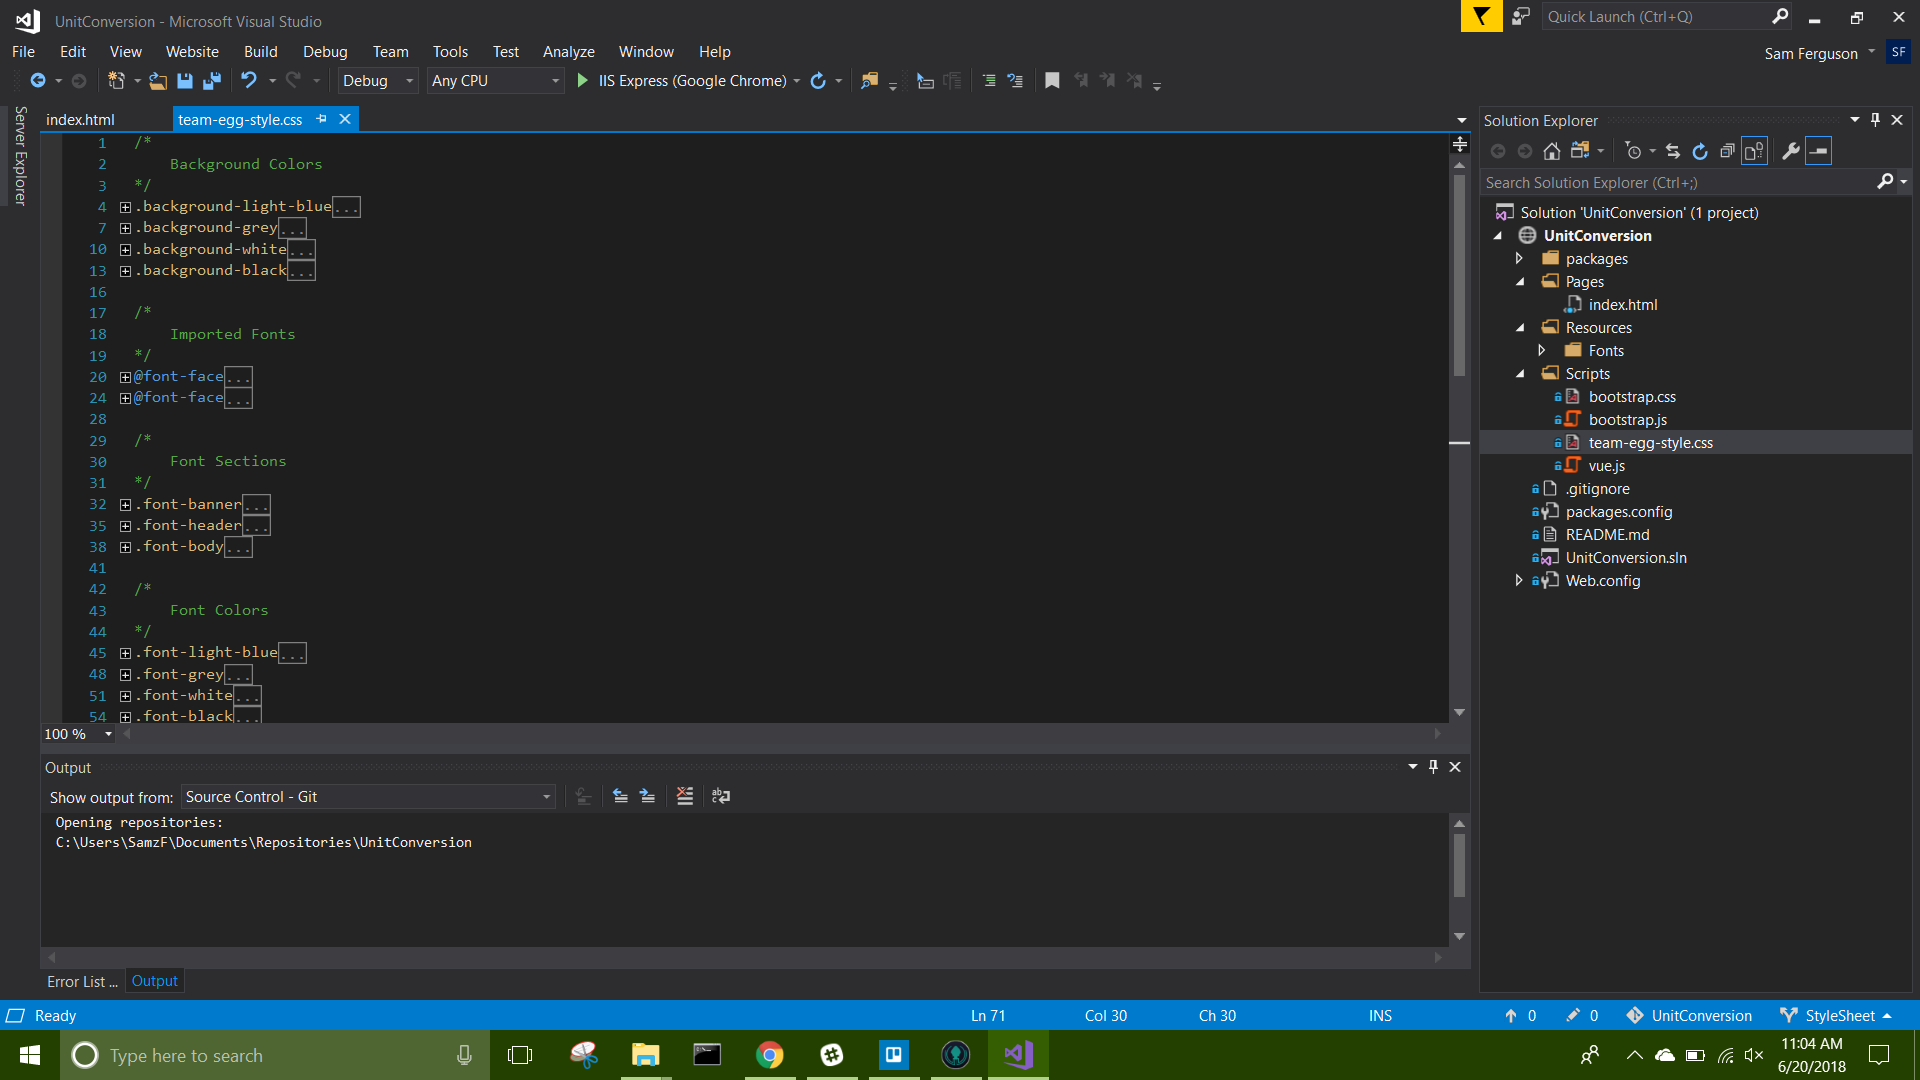 UnitConversion - Microsoft Visual Studio
Quick Launch (Ctrl+Q)
File Edit View Website Build Debug Team Tools Test Analyze Window Help
Sam Ferguson SF
Debug Any CPU IIS Express (Google Chrome)
Server Explorer
index.html team-egg-style.css
1 /*
2 Background Colors
3 */
4 .background-light-blue...
7 .background-grey...
10 .background-white...
13 .background-black...
16
17 /*
18 Imported Fonts
19 */
20 @font-face...
24 @font-face...
28
29 /*
30 Font Sections
31 */
32 .font-banner...
35 .font-header...
38 .font-body...
41
42 /*
43 Font Colors
44 */
45 .font-light-blue...
48 .font-grey...
51 .font-white...
54 .font-black...
100 %
Output
Show output from: Source Control - Git
Opening repositories:
C:\Users\SamzF\Documents\Repositories\UnitConversion
Error List ... Output
Solution Explorer
Search Solution Explorer (Ctrl+;)
Solution 'UnitConversion' (1 project)
UnitConversion
packages
Pages
index.html
Resources
Fonts
Scripts
bootstrap.css
bootstrap.js
team-egg-style.css
vue.js
.gitignore
packages.config
README.md
UnitConversion.sln
Web.config
Ready Ln 71 Col 30 Ch 30 INS 0 0 UnitConversion StyleSheet
Type here to search
11:04 AM
6/20/2018